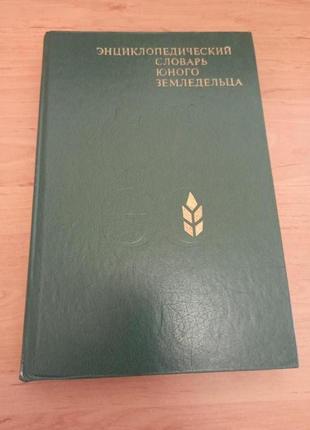 ЭНЦИКЛОПЕДИЧЕСКИЙ
СЛОВАРЬ
ЮНОГО
ЗЕМЛЕДЕЛЬЦА